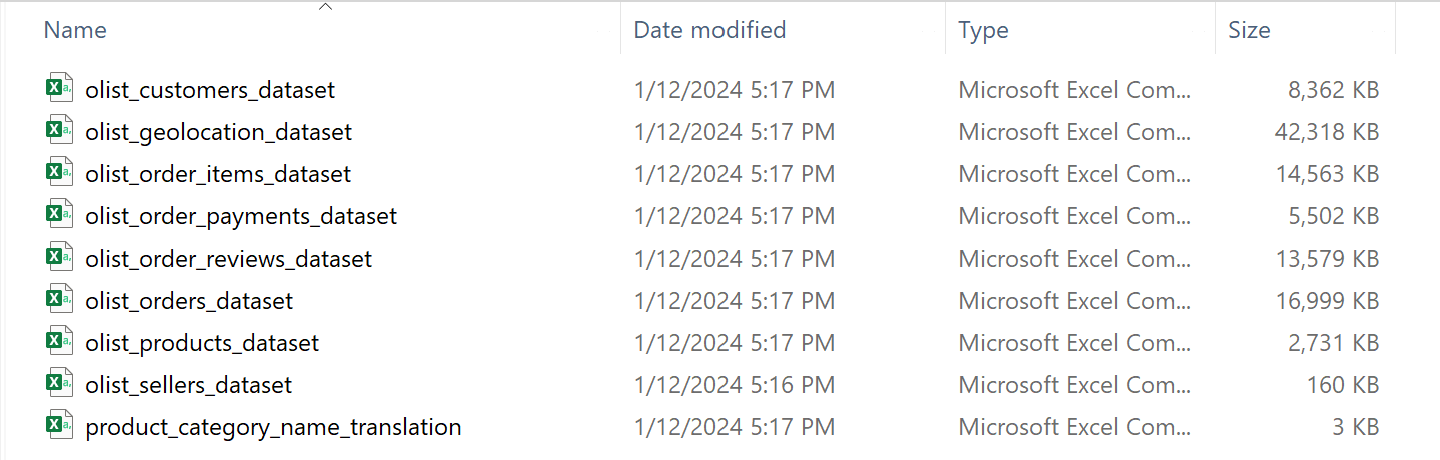 Name Date modified Type Size
olist_customers_dataset 1/12/2024 5:17 PM Microsoft Excel Com... 8,362 KB
olist_geolocation_dataset 1/12/2024 5:17 PM Microsoft Excel Com... 42,318 KB
olist_order_items_dataset 1/12/2024 5:17 PM Microsoft Excel Com... 14,563 KB
olist_order_payments_dataset 1/12/2024 5:17 PM Microsoft Excel Com... 5,502 KB
olist_order_reviews_dataset 1/12/2024 5:17 PM Microsoft Excel Com... 13,579 KB
olist_orders_dataset 1/12/2024 5:17 PM Microsoft Excel Com... 16,999 KB
olist_products_dataset 1/12/2024 5:17 PM Microsoft Excel Com... 2,731 KB
olist_sellers_dataset 1/12/2024 5:16 PM Microsoft Excel Com... 160 KB
product_category_name_translation 1/12/2024 5:17 PM Microsoft Excel Com... 3 KB